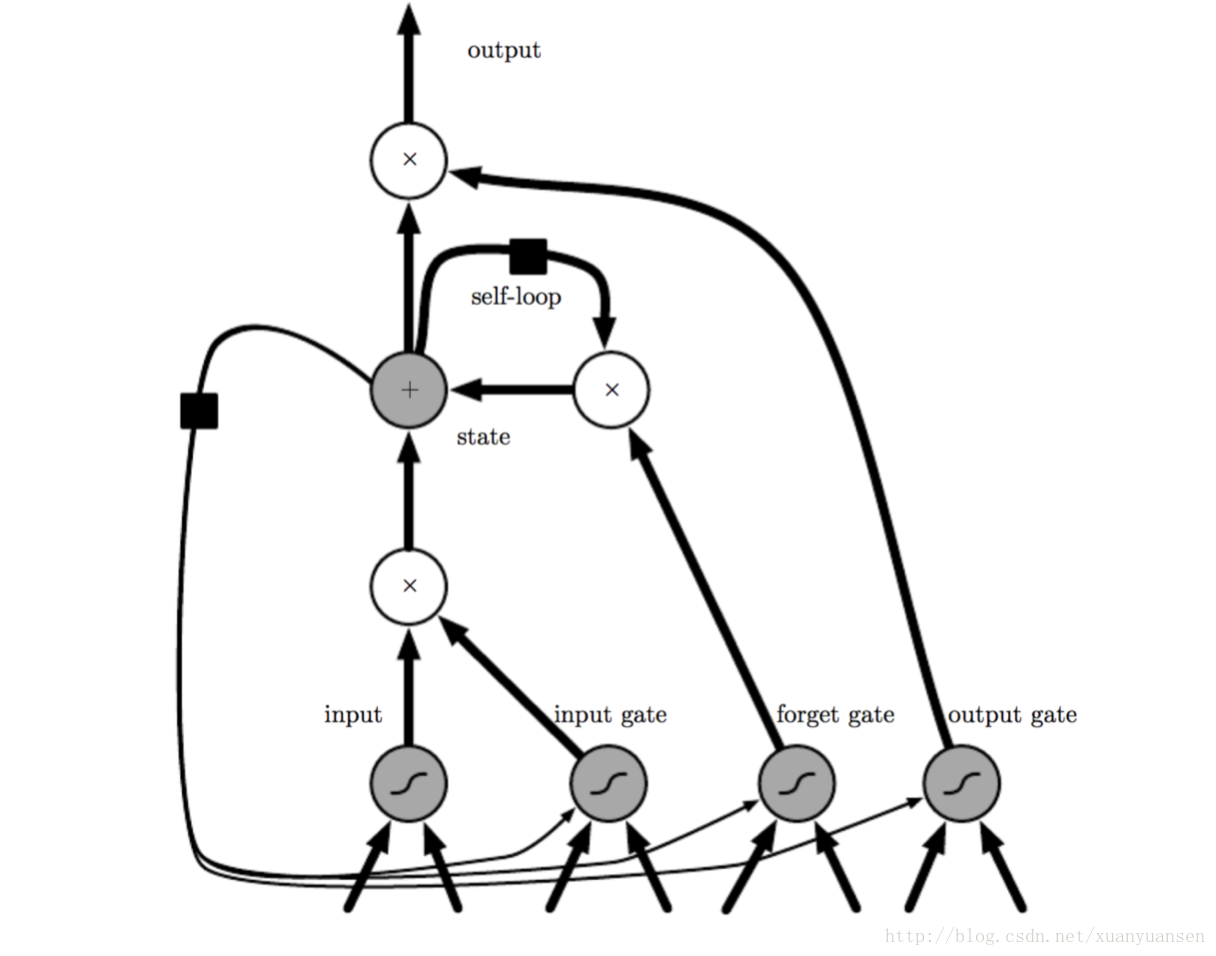 output
×
self-loop
+
×
state
×
input
input gate
forget gate
output gate
http://blog.csdn.net/xuanyuansen